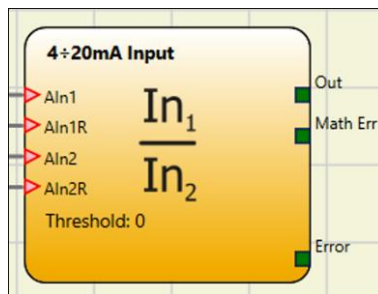 4÷20mA Input
Out
AIn1
In1
AIn1R
Math Err
AIn2
In2
AIn2R
Threshold: 0
Error